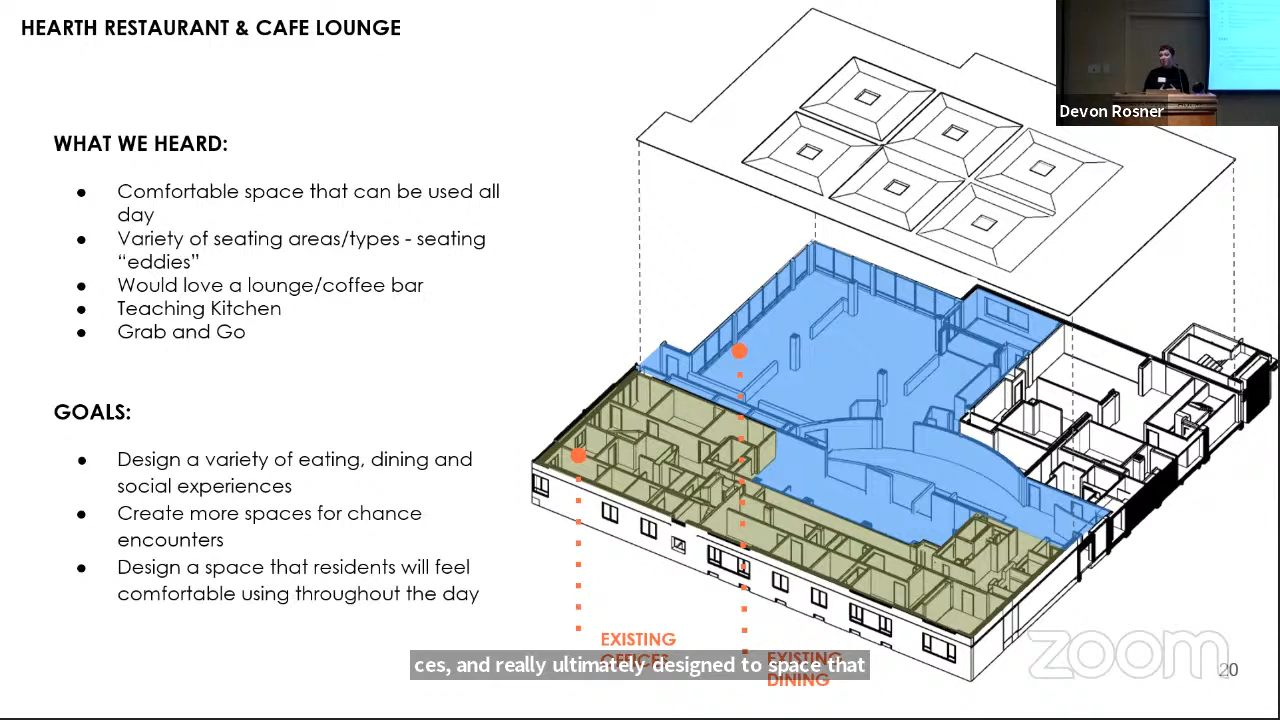 HEARTH RESTAURANT & CAFE LOUNGE
Devon Rosner
WHAT WE HEARD:
● Comfortable space that can be used all
day
● Variety of seating areas/types - seating
“eddies”
● Would love a lounge/coffee bar
● Teaching Kitchen
● Grab and Go
GOALS:
● Design a variety of eating, dining and
social experiences
● Create more spaces for chance
encounters
● Design a space that residents will feel
comfortable using throughout the day
EXISTING
OFFICES
EXISTING
DINING
ces, and really ultimately designed to space that
zoom
20